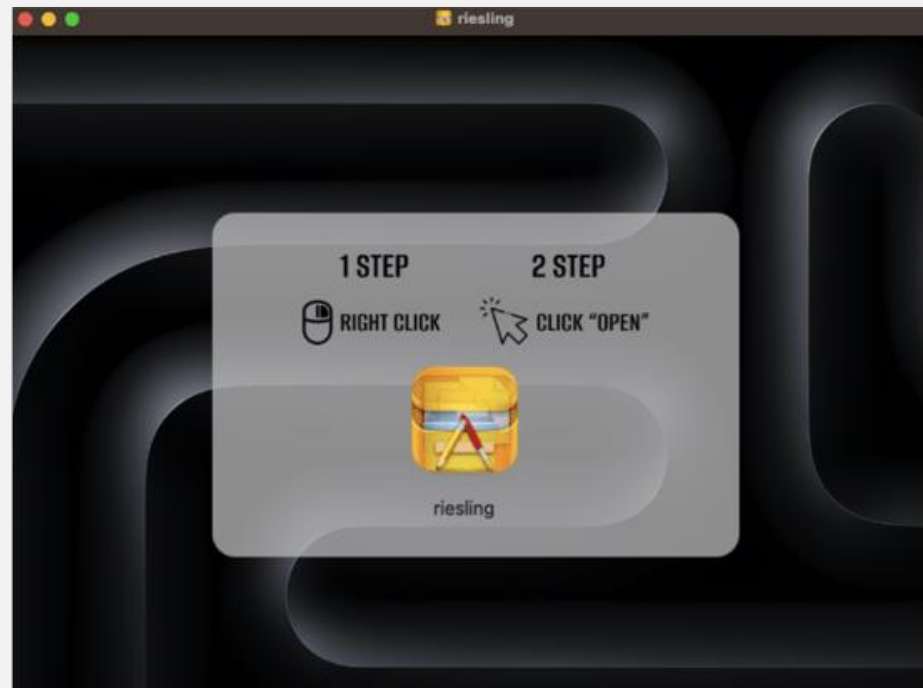 riesling
1 STEP
2 STEP
RIGHT CLICK
CLICK “OPEN”
riesling